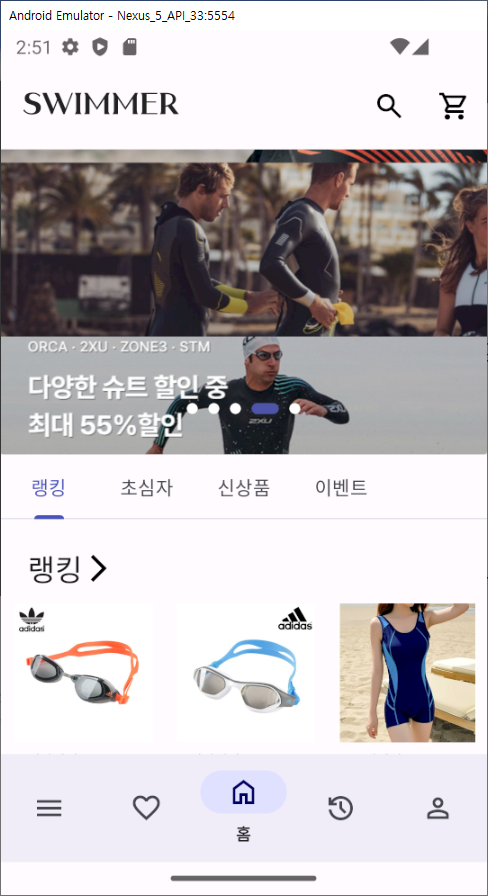 Android Emulator - Nexus_5_API_33:5554
2:51
SWIMMER
ORCA · 2XU · ZONE3 · STM
다양한 슈트 할인 중
최대 55%할인
2XU
랭킹
초심자
신상품
이벤트
랭킹
adidas
adidas
홈